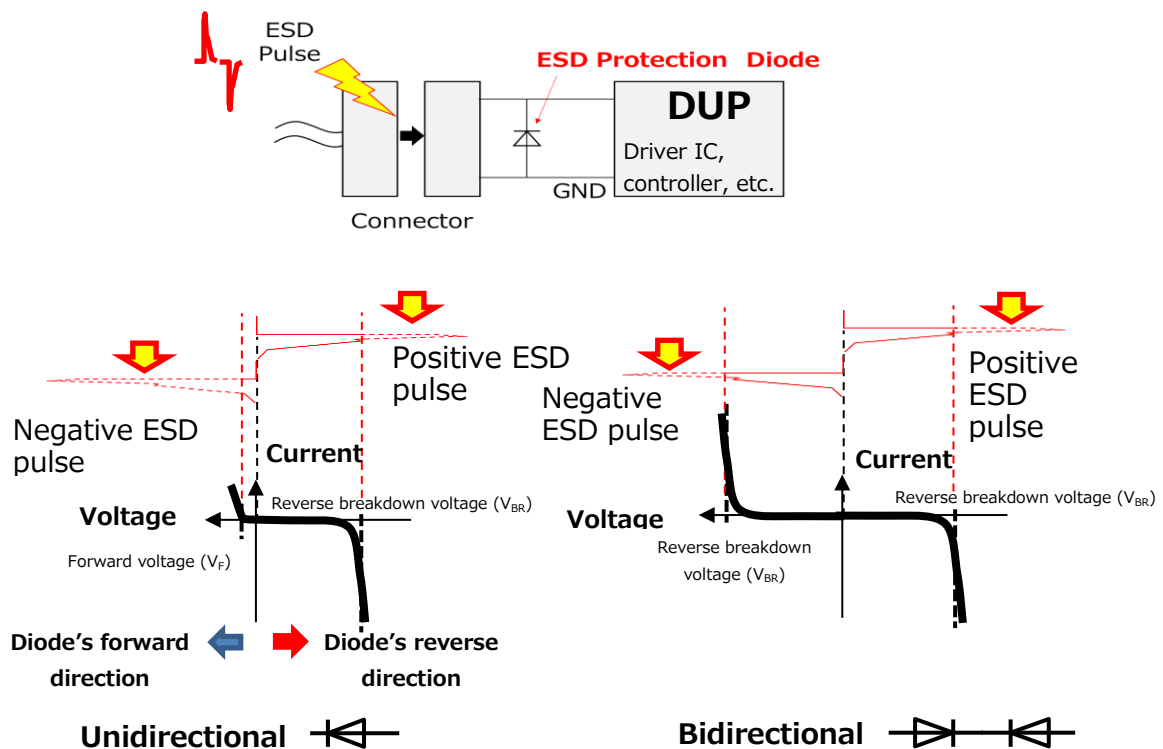 ESD
Pulse
ESD Protection Diode
DUP
Driver IC,
controller, etc.
GND
Connector
Positive ESD
pulse
Negative ESD
pulse
Current
Reverse breakdown voltage (VBR)
Voltage
Forward voltage (VF)
Diode’s forward
direction
Diode’s reverse
direction
Unidirectional
Positive
ESD
pulse
Negative
ESD pulse
Current
Reverse breakdown voltage (VBR)
Voltage
Reverse breakdown
voltage (VBR)
Bidirectional